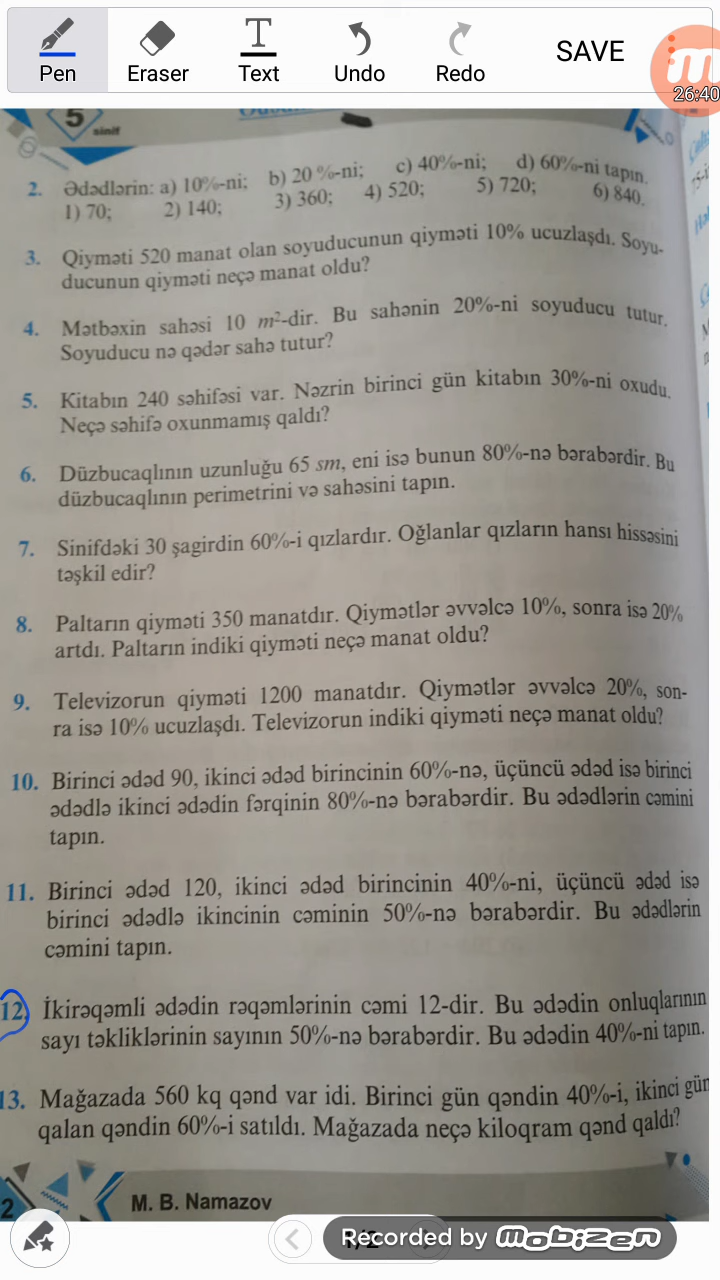 Pen
Eraser
Text
Undo
Redo
SAVE
26:40
5
sinif
2. Ədədlərin: a) 10%-ni; b) 20 %-ni; c) 40%-ni; d) 60%-ni tapın.
1) 70; 2) 140; 3) 360; 4) 520; 5) 720; 6) 840.
3. Qiyməti 520 manat olan soyuducunun qiyməti 10% ucuzlaşdı. Soyu-
ducunun qiyməti neçə manat oldu?
4. Mətbəxin sahəsi 10 m²-dir. Bu sahənin 20%-ni soyuducu tutur.
Soyuducu nə qədər sahə tutur?
5. Kitabın 240 səhifəsi var. Nəzrin birinci gün kitabın 30%-ni oxudu.
Neçə səhifə oxunmamış qaldı?
6. Düzbucaqlının uzunluğu 65 sm, eni isə bunun 80%-nə bərabərdir. Bu
düzbucaqlının perimetrini və sahəsini tapın.
7. Sinifdəki 30 şagirdin 60%-i qızlardır. Oğlanlar qızların hansı hissəsini
təşkil edir?
8. Paltarın qiyməti 350 manatdır. Qiymətlər əvvəlcə 10%, sonra isə 20%
artdı. Paltarın indiki qiyməti neçə manat oldu?
9. Televizorun qiyməti 1200 manatdır. Qiymətlər əvvəlcə 20%, son-
ra isə 10% ucuzlaşdı. Televizorun indiki qiyməti neçə manat oldu?
10. Birinci ədəd 90, ikinci ədəd birincinin 60%-nə, üçüncü ədəd isə birinci
ədədlə ikinci ədədin fərqinin 80%-nə bərabərdir. Bu ədədlərin cəmini
tapın.
11. Birinci ədəd 120, ikinci ədəd birincinin 40%-ni, üçüncü ədəd isə
birinci ədədlə ikincinin cəminin 50%-nə bərabərdir. Bu ədədlərin
cəmini tapın.
12. İkirəqəmli ədədin rəqəmlərinin cəmi 12-dir. Bu ədədin onluqlarının
sayı təkliklərinin sayının 50%-nə bərabərdir. Bu ədədin 40%-ni tapın.
13. Mağazada 560 kq qənd var idi. Birinci gün qəndin 40%-i, ikinci gün
qalan qəndin 60%-i satıldı. Mağazada neçə kiloqram qənd qaldı?
2
M. B. Namazov
Recorded by mobizen